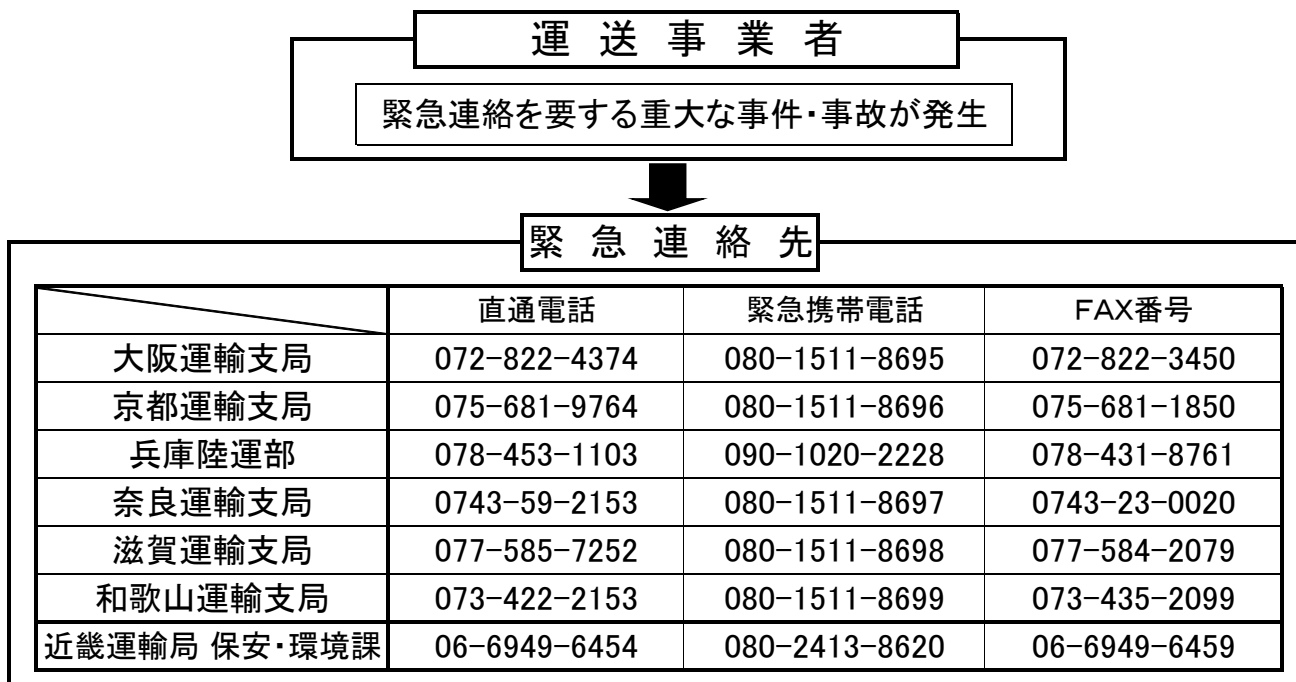 運送事業者
緊急連絡を要する重大な事件・事故が発生
緊急連絡先
直通電話 緊急携帯電話 FAX番号
大阪運輸支局 072-822-4374 080-1511-8695 072-822-3450
京都運輸支局 075-681-9764 080-1511-8696 075-681-1850
兵庫陸運部 078-453-1103 090-1020-2228 078-431-8761
奈良運輸支局 0743-59-2153 080-1511-8697 0743-23-0020
滋賀運輸支局 077-585-7252 080-1511-8698 077-584-2079
和歌山運輸支局 073-422-2153 080-1511-8699 073-435-2099
近畿運輸局 保安・環境課 06-6949-6454 080-2413-8620 06-6949-6459